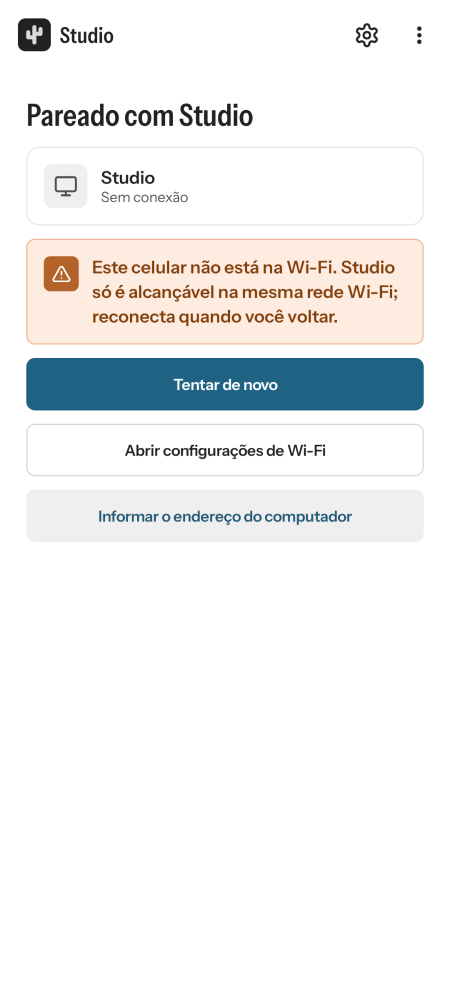 Studio
Pareado com Studio
Studio
Sem conexão
Este celular não está na Wi-Fi. Studio
só é alcançável na mesma rede Wi-Fi;
reconecta quando você voltar.
Tentar de novo
Abrir configurações de Wi-Fi
Informar o endereço do computador